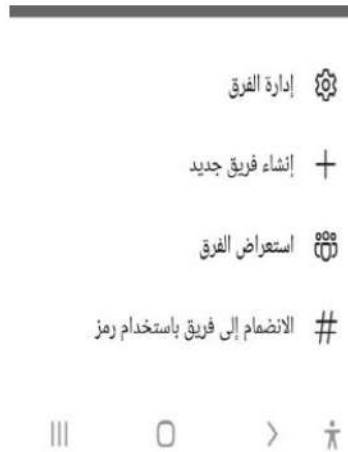 إدارة الفرق
إنشاء فريق جديد
استعراض الفرق
الانضمام إلى فريق باستخدام رمز